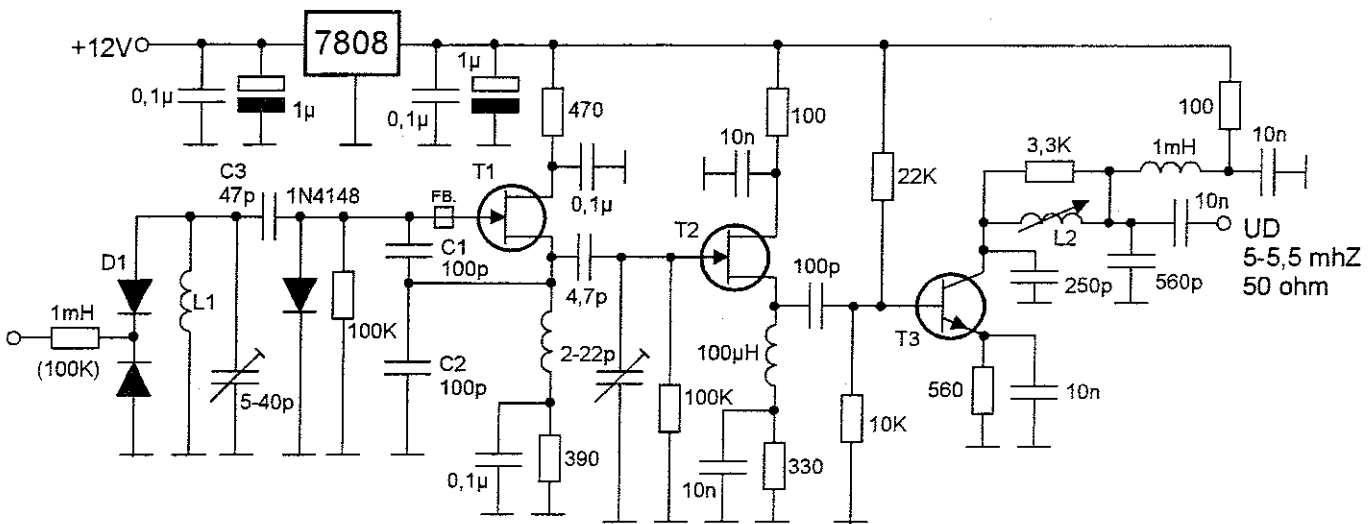 +12V
7808
0,1µ
1µ
0,1µ
1µ
470
0,1µ
10n
100
22K
3,3K
1mH
100
10n
C3
47p
1N4148
FB.
T1
T2
T3
D1
L1
1mH
(100K)
5-40p
100K
C1
100p
C2
100p
4,7p
2-22p
0,1µ
390
100K
100p
100µH
10n
330
10K
560
10n
L2
250p
560p
10n
UD
5-5,5 mhZ
50 ohm